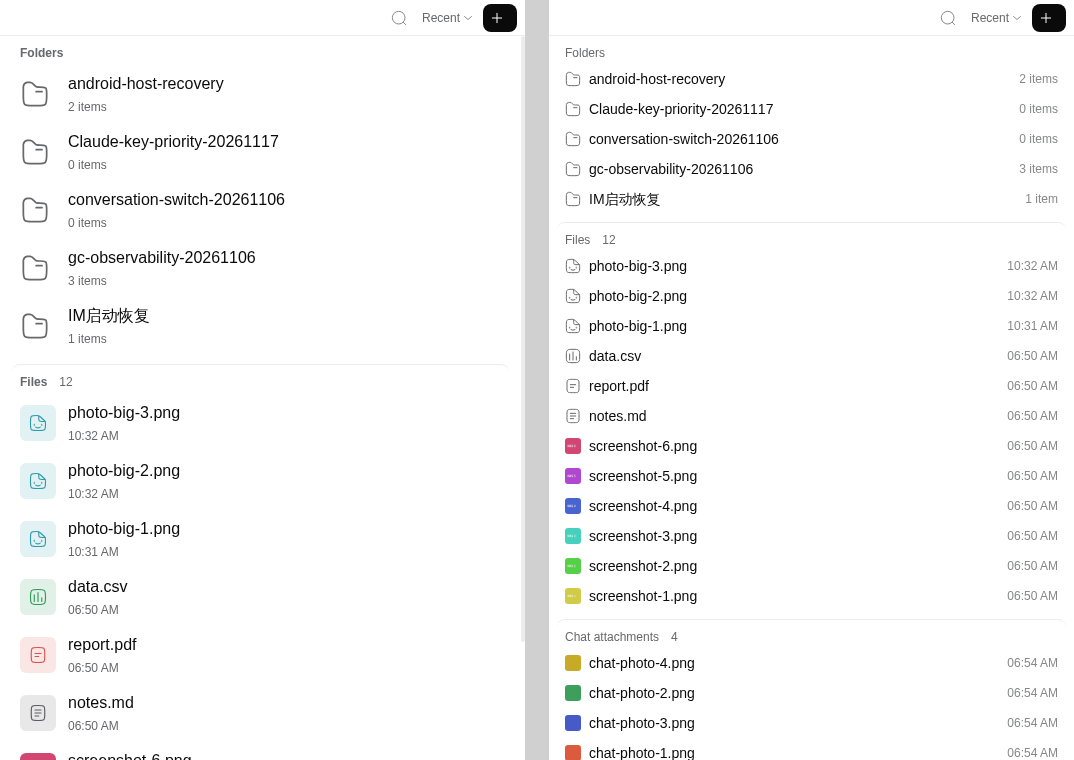 Recent
Folders
android-host-recovery
2 items
Claude-key-priority-20261117
0 items
conversation-switch-20261106
0 items
gc-observability-20261106
3 items
IM启动恢复
1 items
Files 12
photo-big-3.png
10:32 AM
photo-big-2.png
10:32 AM
photo-big-1.png
10:31 AM
data.csv
06:50 AM
report.pdf
06:50 AM
notes.md
06:50 AM
screenshot-6.png
Recent
Folders
android-host-recovery 2 items
Claude-key-priority-20261117 0 items
conversation-switch-20261106 0 items
gc-observability-20261106 3 items
IM启动恢复 1 item
Files 12
photo-big-3.png 10:32 AM
photo-big-2.png 10:32 AM
photo-big-1.png 10:31 AM
data.csv 06:50 AM
report.pdf 06:50 AM
notes.md 06:50 AM
screenshot-6.png 06:50 AM
screenshot-5.png 06:50 AM
screenshot-4.png 06:50 AM
screenshot-3.png 06:50 AM
screenshot-2.png 06:50 AM
screenshot-1.png 06:50 AM
Chat attachments 4
chat-photo-4.png 06:54 AM
chat-photo-2.png 06:54 AM
chat-photo-3.png 06:54 AM
chat-photo-1.png 06:54 AM